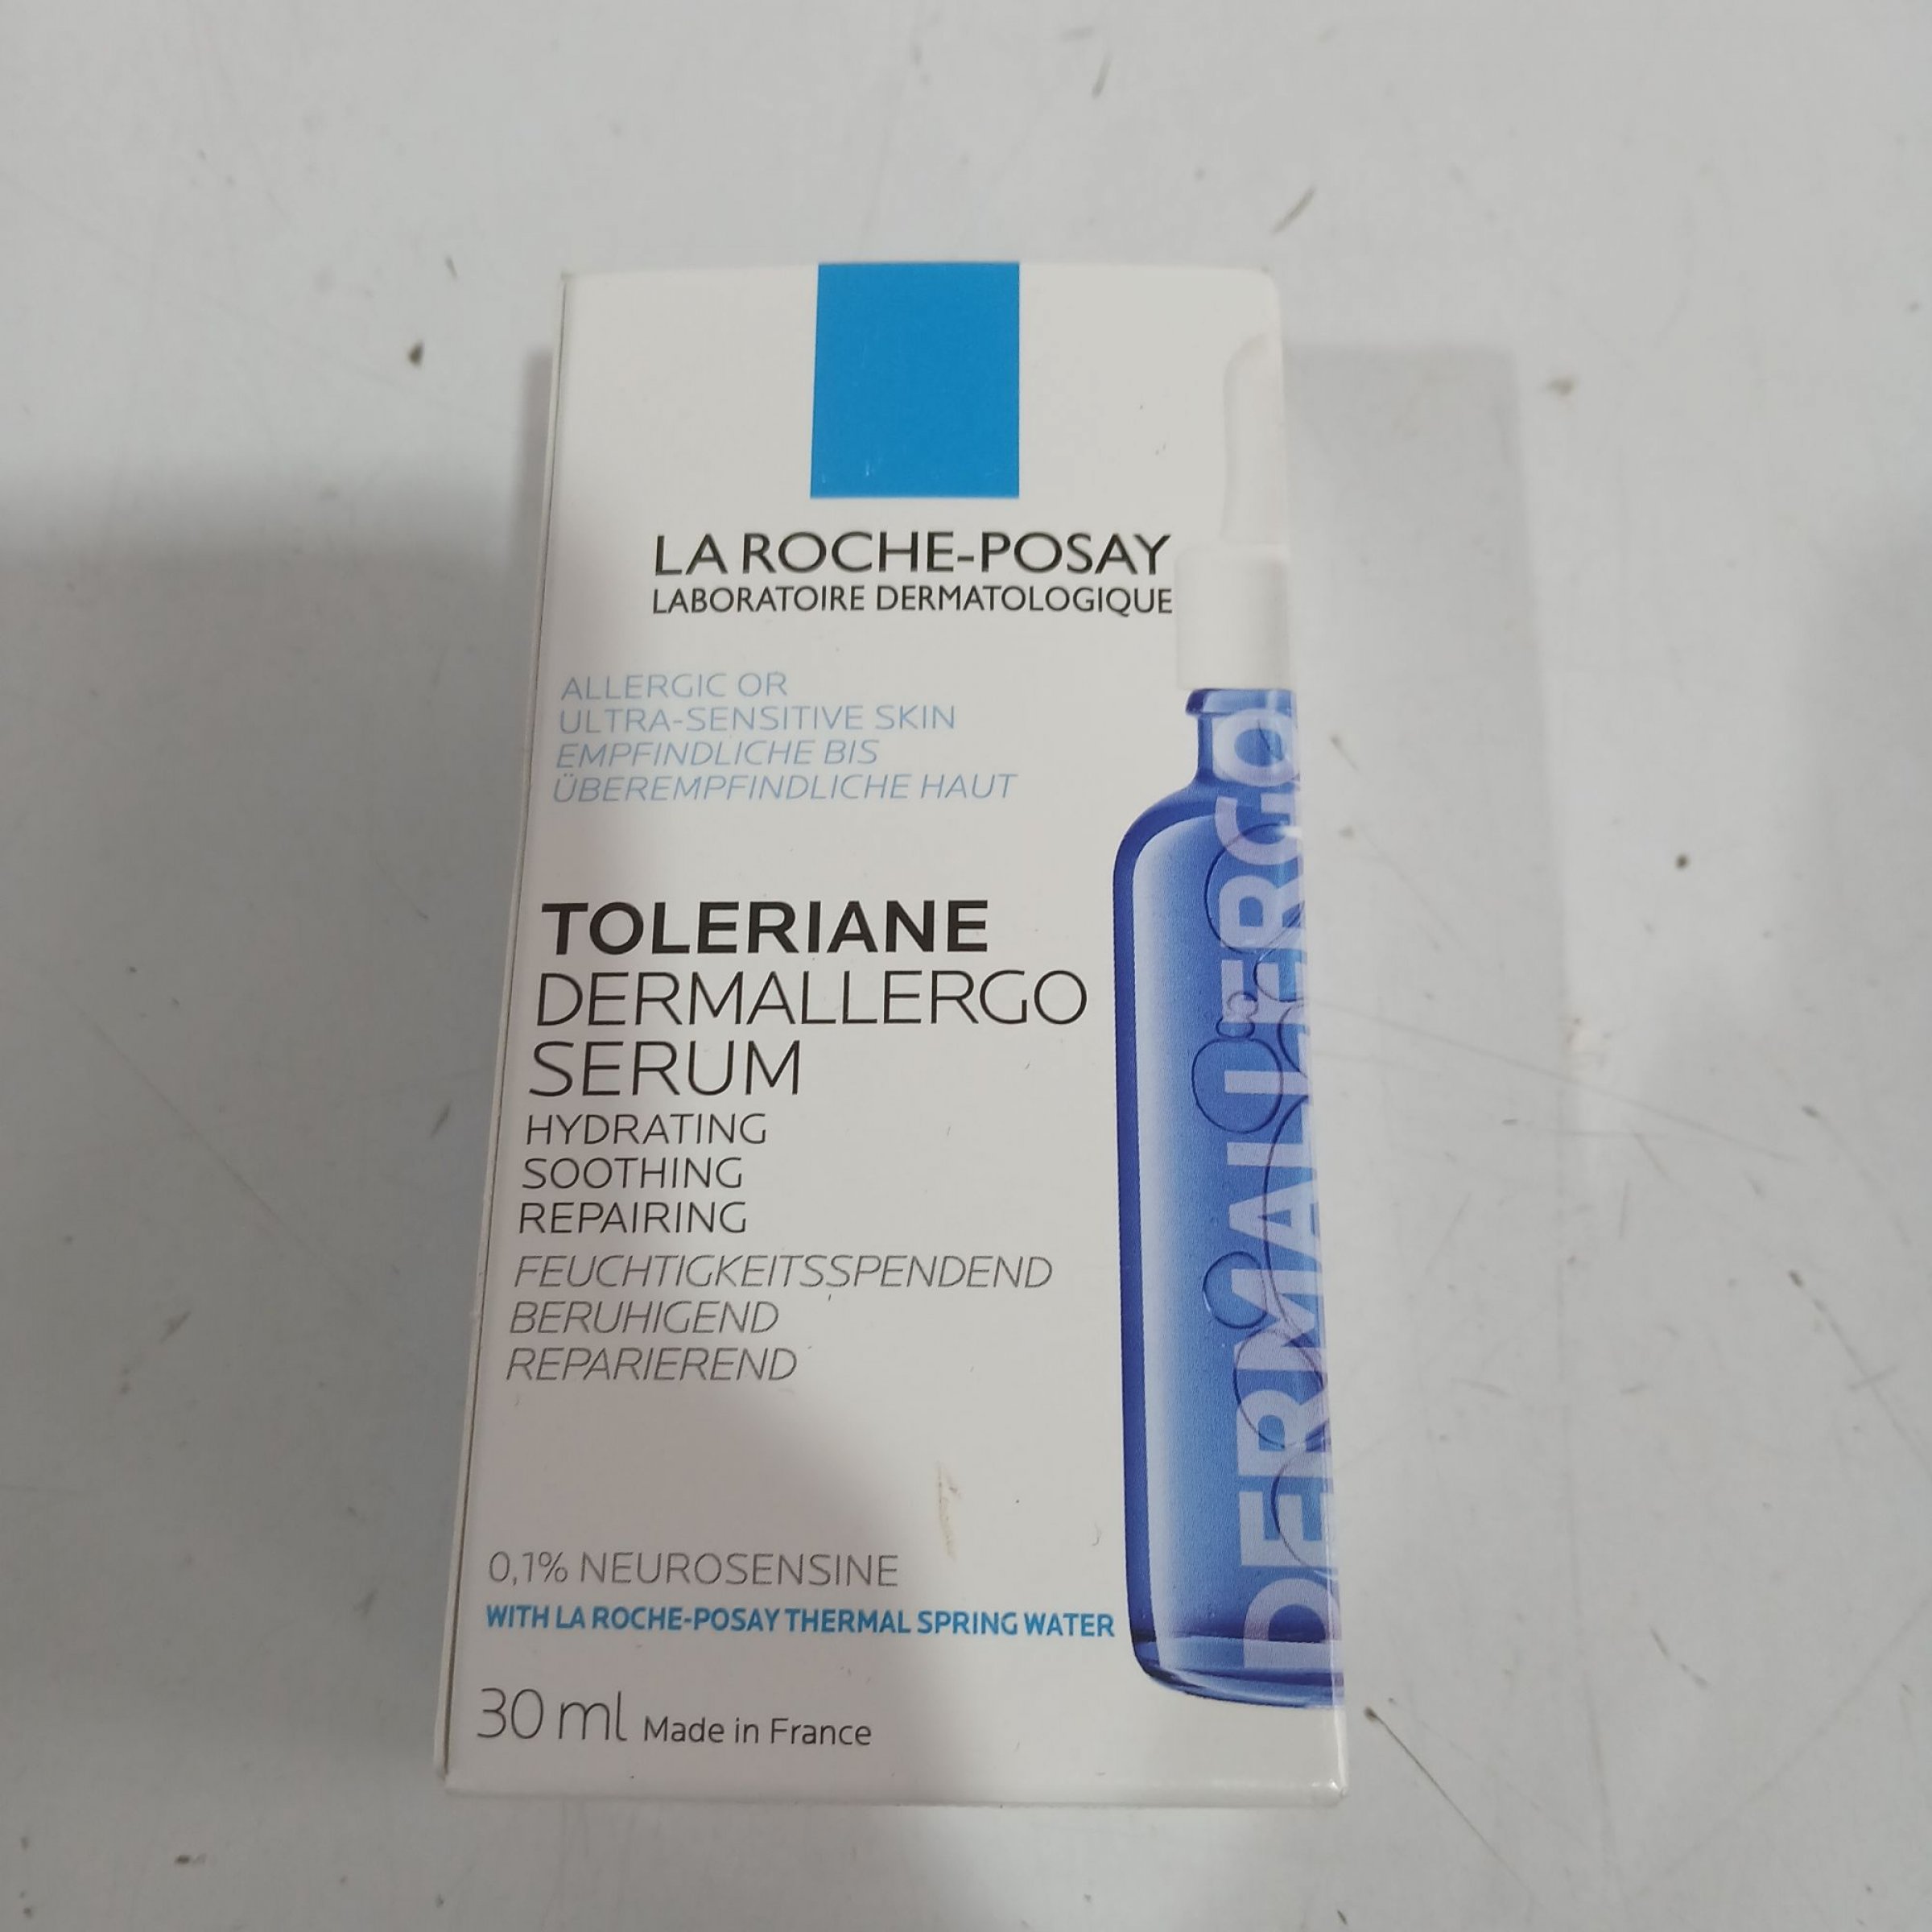 LA ROCHE-POSAY
LABORATOIRE DERMATOLOGIQUE
ALLERGIC OR
ULTRA-SENSITIVE SKIN
EMPFINDLICHE BIS
ÜBEREMPFINDLICHE HAUT
TOLERIANE
DERMALLERGO
SERUM
HYDRATING
SOOTHING
REPAIRING
FEUCHTIGKEITSSPENDEND
BERUHIGEND
REPARIEREND
0,1% NEUROSENSINE
WITH LA ROCHE-POSAY THERMAL SPRING WATER
30 ml Made in France
DERMALLERGO